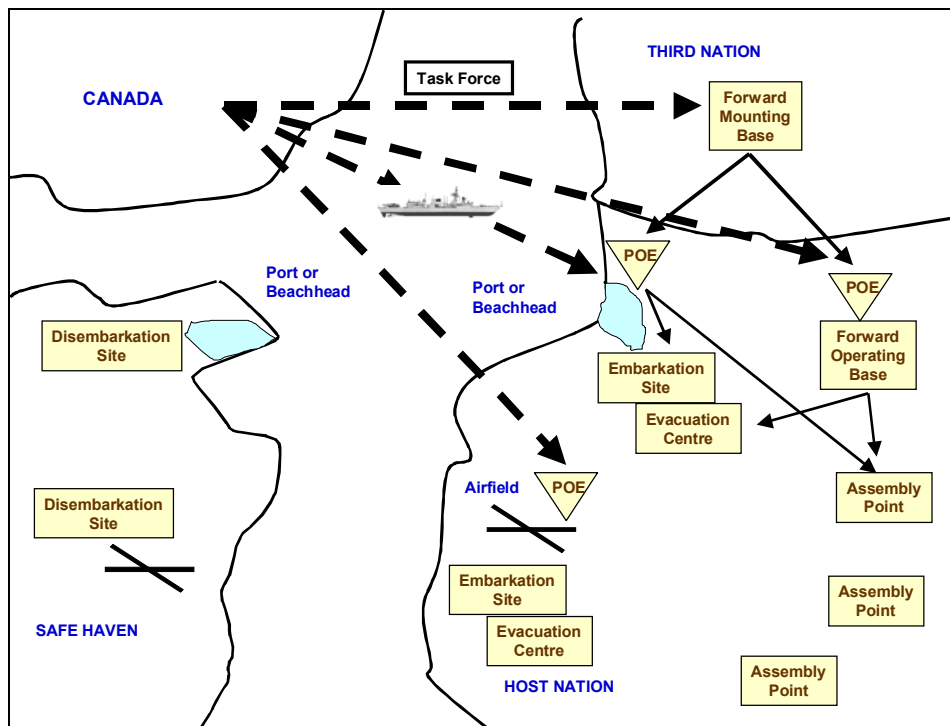 THIRD NATION
CANADA
Task Force
Forward
Mounting
Base
POE
Port or
Beachhead
Port or
Beachhead
POE
Disembarkation
Site
Forward
Operating
Base
Embarkation
Site
Evacuation
Centre
Airfield
POE
Assembly
Point
Disembarkation
Site
Embarkation
Site
Assembly
Point
SAFE HAVEN
Evacuation
Centre
HOST NATION
Assembly
Point